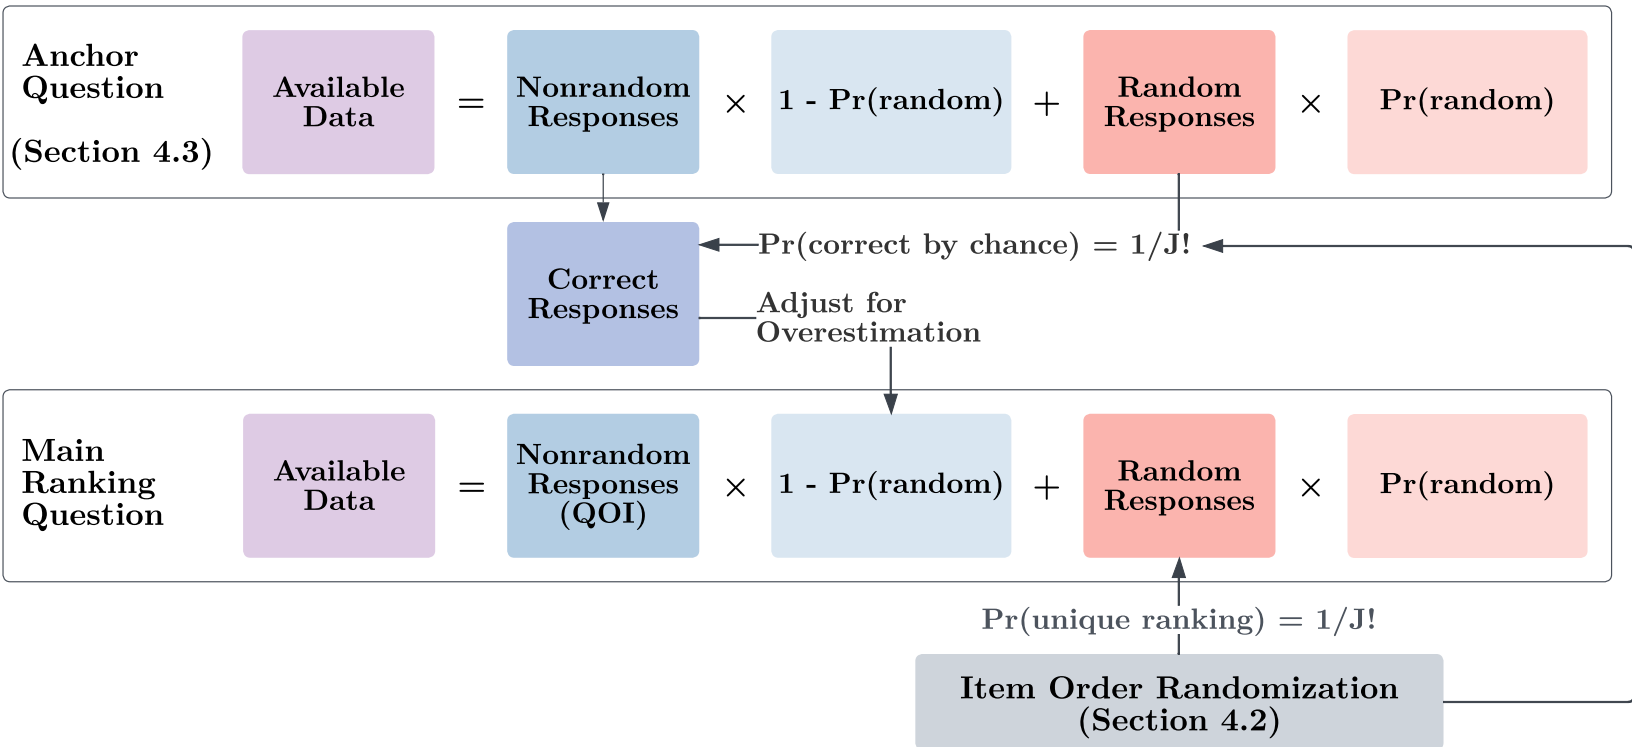 Anchor
Question
(Section 4.3)
Available
Data
=
Nonrandom
Responses
×
1 - Pr(random)
+
Random
Responses
×
Pr(random)
Correct
Responses
Pr(correct by chance) = 1/J!
Adjust for
Overestimation
Main
Ranking
Question
Available
Data
=
Nonrandom
Responses
(QOI)
×
1 - Pr(random)
+
Random
Responses
×
Pr(random)
Pr(unique ranking) = 1/J!
Item Order Randomization
(Section 4.2)